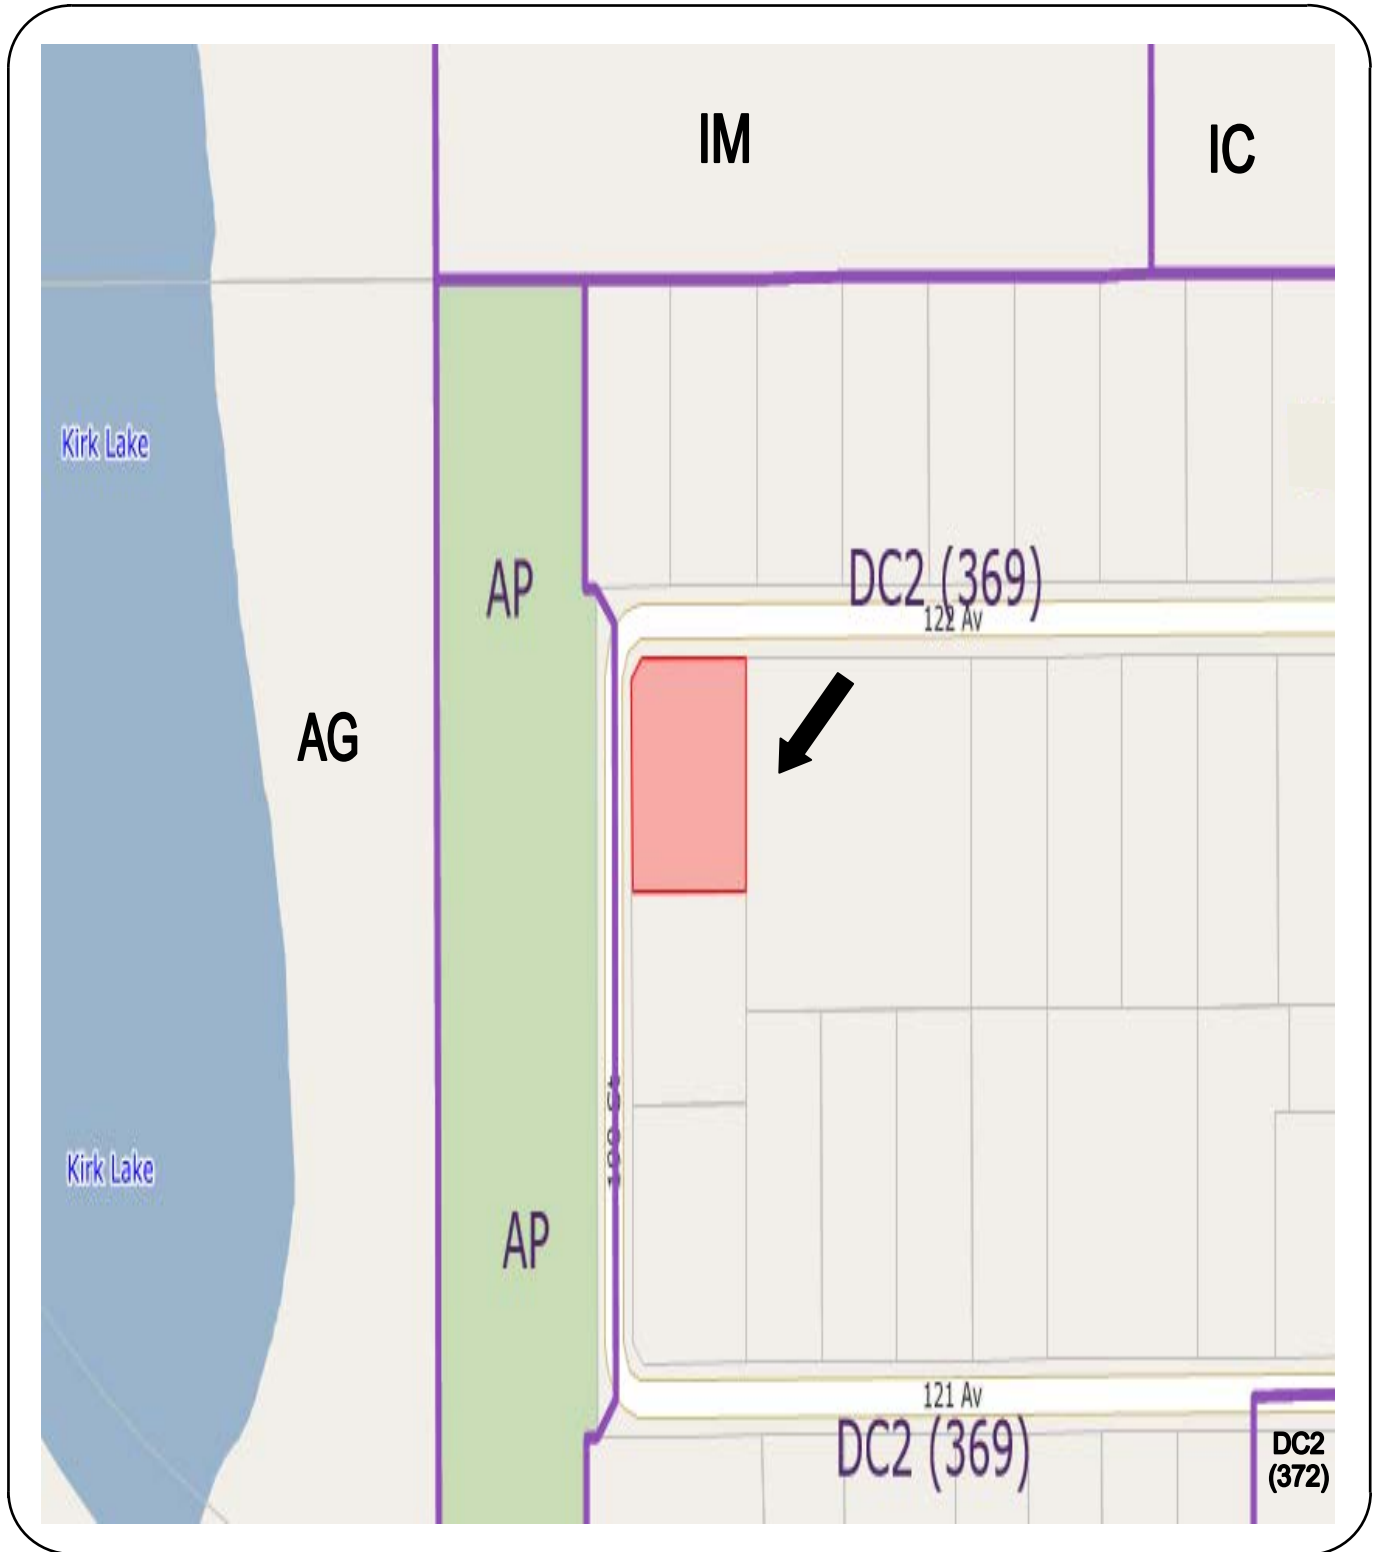 IM
IC
Kirk Lake
AP
DC2 (369)
122 Av
AG
Kirk Lake
AP
121 Av
DC2 (369)
DC2
(372)